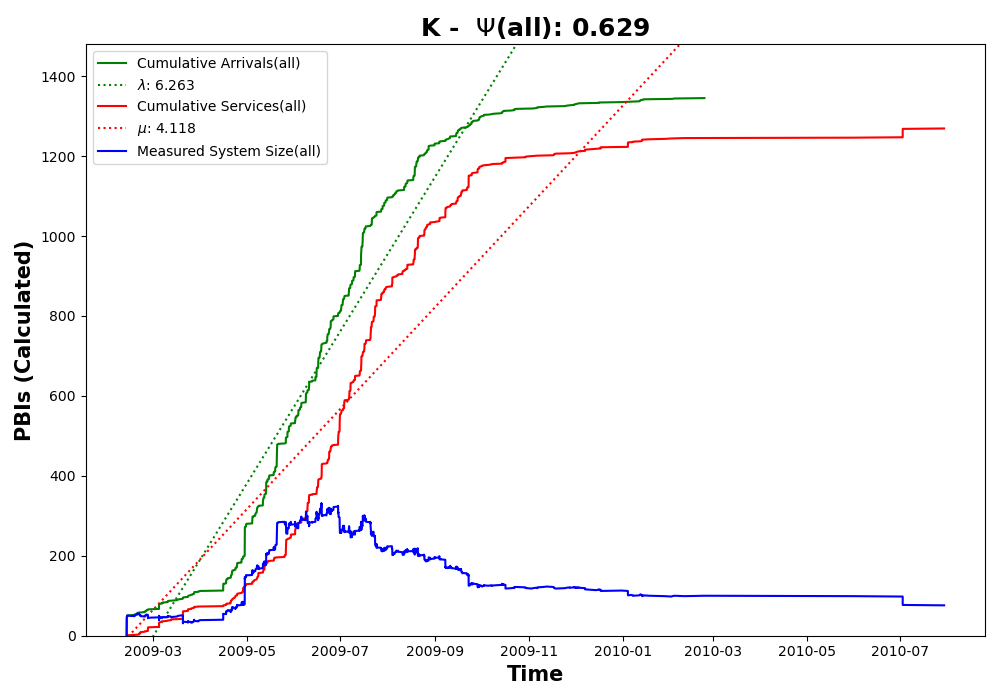 K -  Ψ(all): 0.629
Cumulative Arrivals(all)
λ: 6.263
Cumulative Services(all)
μ: 4.118
Measured System Size(all)
PBIs (Calculated)
1400
1200
1000
800
600
400
200
0
2009-03 2009-05 2009-07 2009-09 2009-11 2010-01 2010-03 2010-05 2010-07
Time